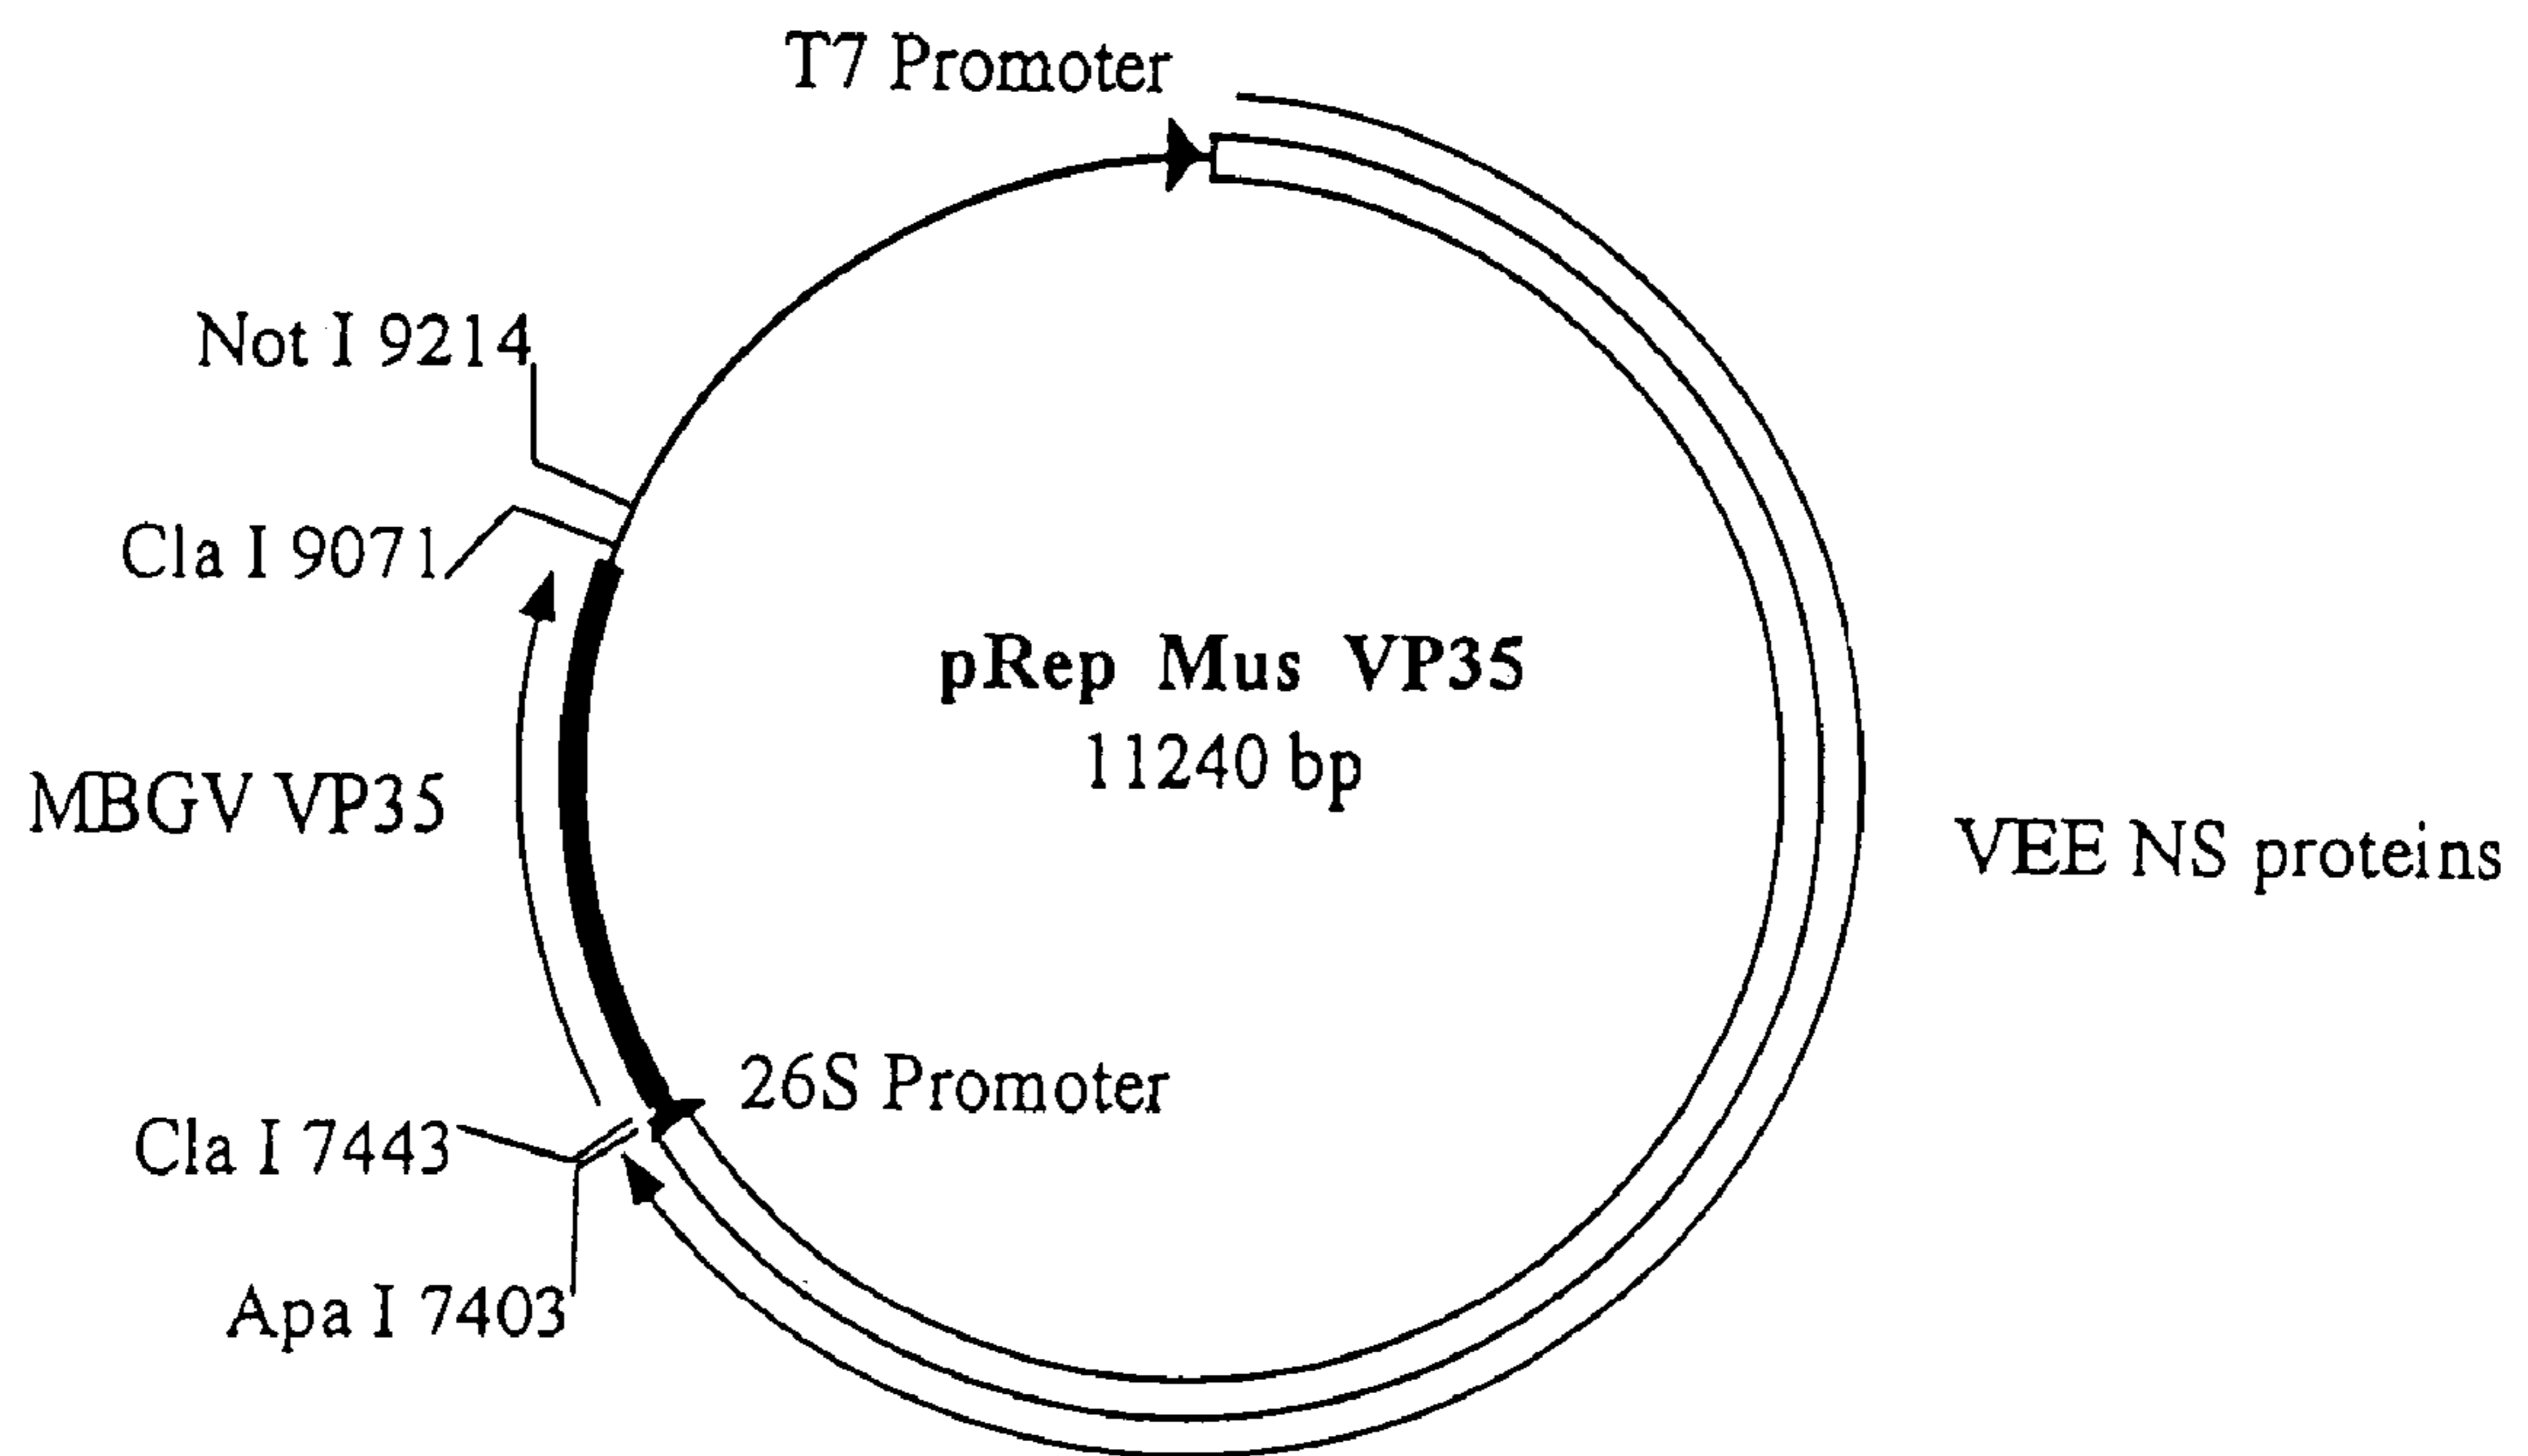 T7 Promoter
Not I 9214
Cla I 9071
pRep Mus VP35
11240 bp
MBGV VP35
VEE NS proteins
26S Promoter
Cla I 7443
Apa I 7403